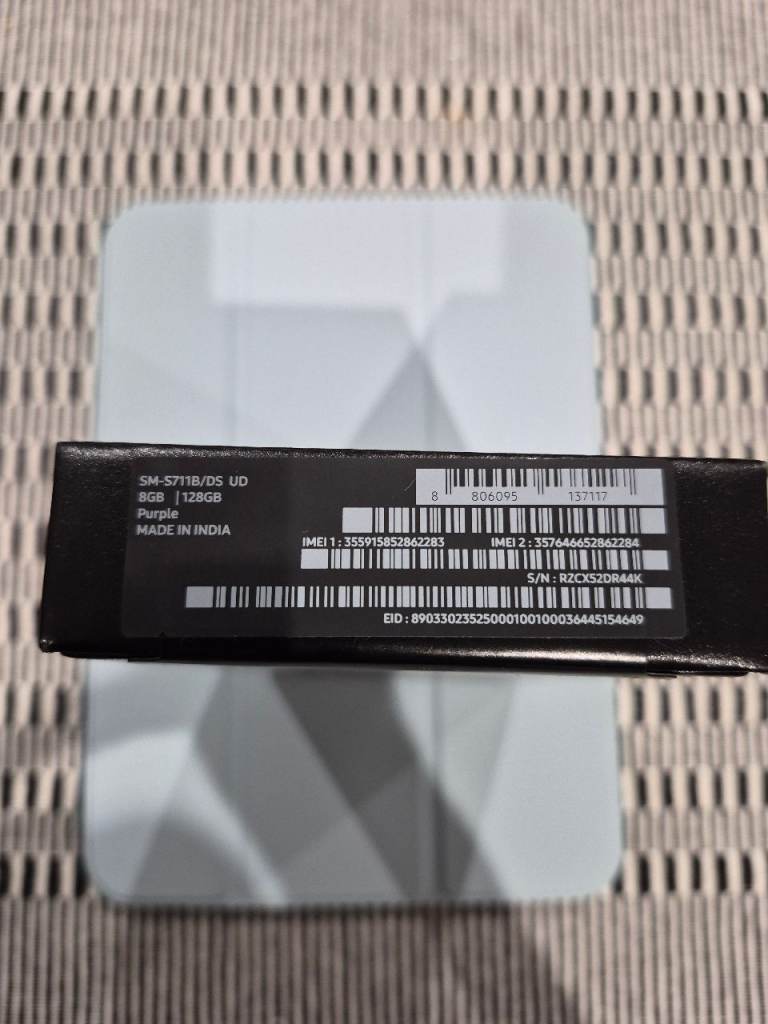 SM-S711B/DS UD
8GB | 128GB
Purple
MADE IN INDIA
8 806095 137117
IMEI 1 : 355915852862283 IMEI 2 : 357646652862284
S/N : RZCX52DR44K
EID : 89033023525000100100036445154649